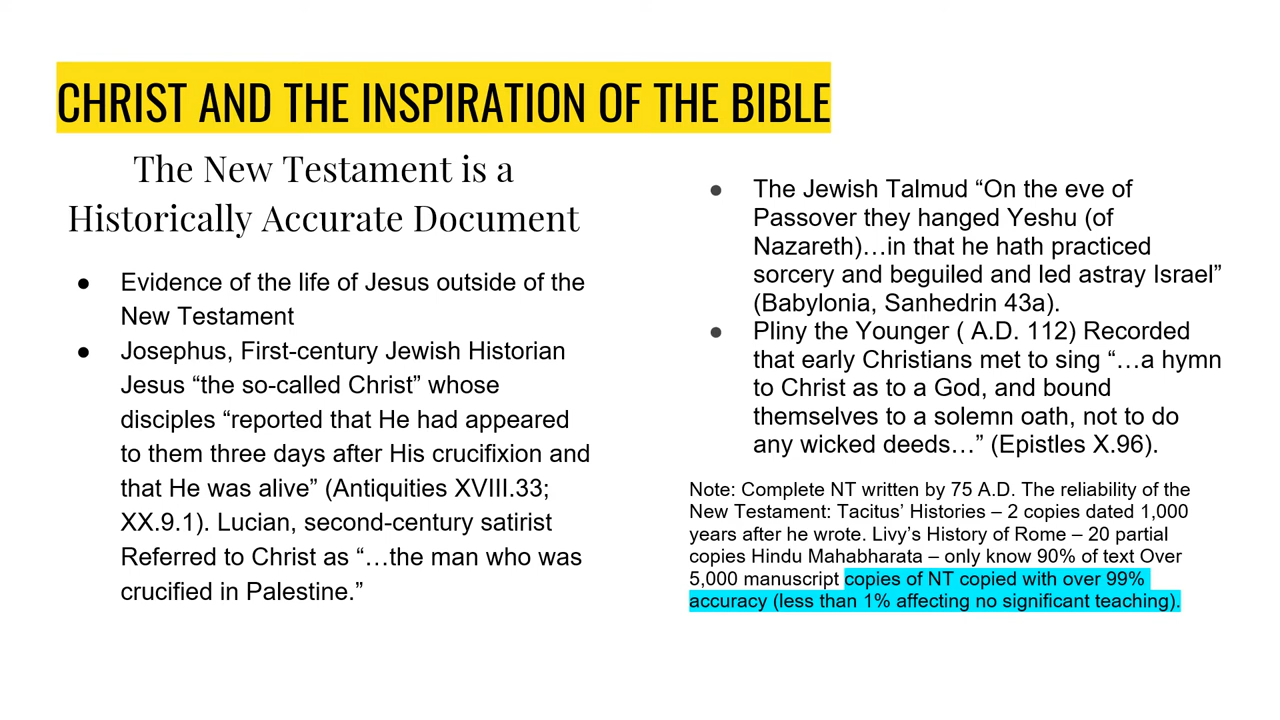 CHRIST AND THE INSPIRATION OF THE BIBLE
The New Testament is a
Historically Accurate Document
● Evidence of the life of Jesus outside of the
New Testament
● Josephus, First-century Jewish Historian
Jesus “the so-called Christ” whose
disciples “reported that He had appeared
to them three days after His crucifixion and
that He was alive” (Antiquities XVIII.33;
XX.9.1). Lucian, second-century satirist
Referred to Christ as “…the man who was
crucified in Palestine.”
● The Jewish Talmud “On the eve of
Passover they hanged Yeshu (of
Nazareth)…in that he hath practiced
sorcery and beguiled and led astray Israel”
(Babylonia, Sanhedrin 43a).
● Pliny the Younger ( A.D. 112) Recorded
that early Christians met to sing “…a hymn
to Christ as to a God, and bound
themselves to a solemn oath, not to do
any wicked deeds…” (Epistles X.96).
Note: Complete NT written by 75 A.D. The reliability of the
New Testament: Tacitus’ Histories – 2 copies dated 1,000
years after he wrote. Livy’s History of Rome – 20 partial
copies Hindu Mahabharata – only know 90% of text Over
5,000 manuscript copies of NT copied with over 99%
accuracy (less than 1% affecting no significant teaching).